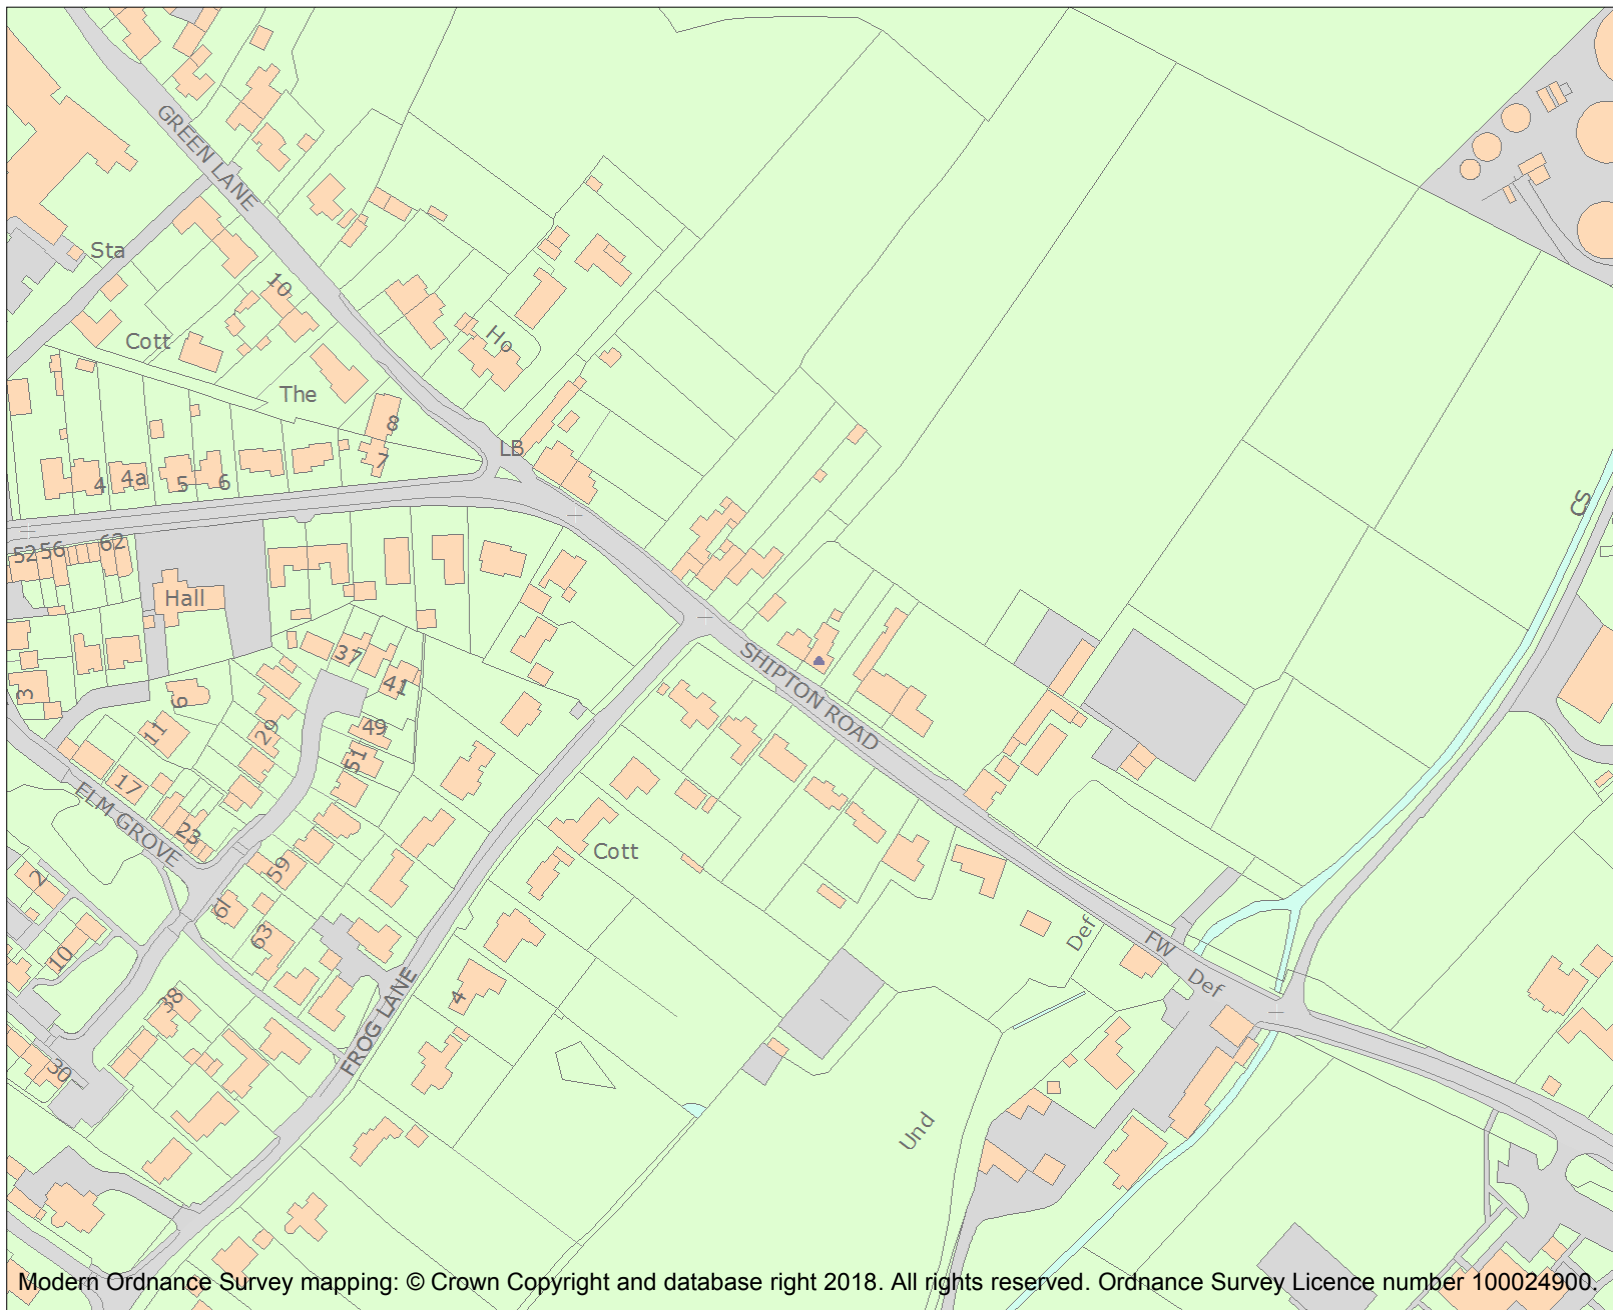 GREEN LANE
Sta
10
Cott
Ho
The
8
LB
7
4
4a
5
6
CS
52
56
62
Hall
37
41
3
6
SHIPTON ROAD
11
29
49
51
17
ELM GROVE
23
59
Cott
2
61
63
10
Def
FW
Def
38
4
FROG LANE
30
Und
Modern Ordnance Survey mapping: © Crown Copyright and database right 2018. All rights reserved. Ordnance Survey Licence number 100024900.